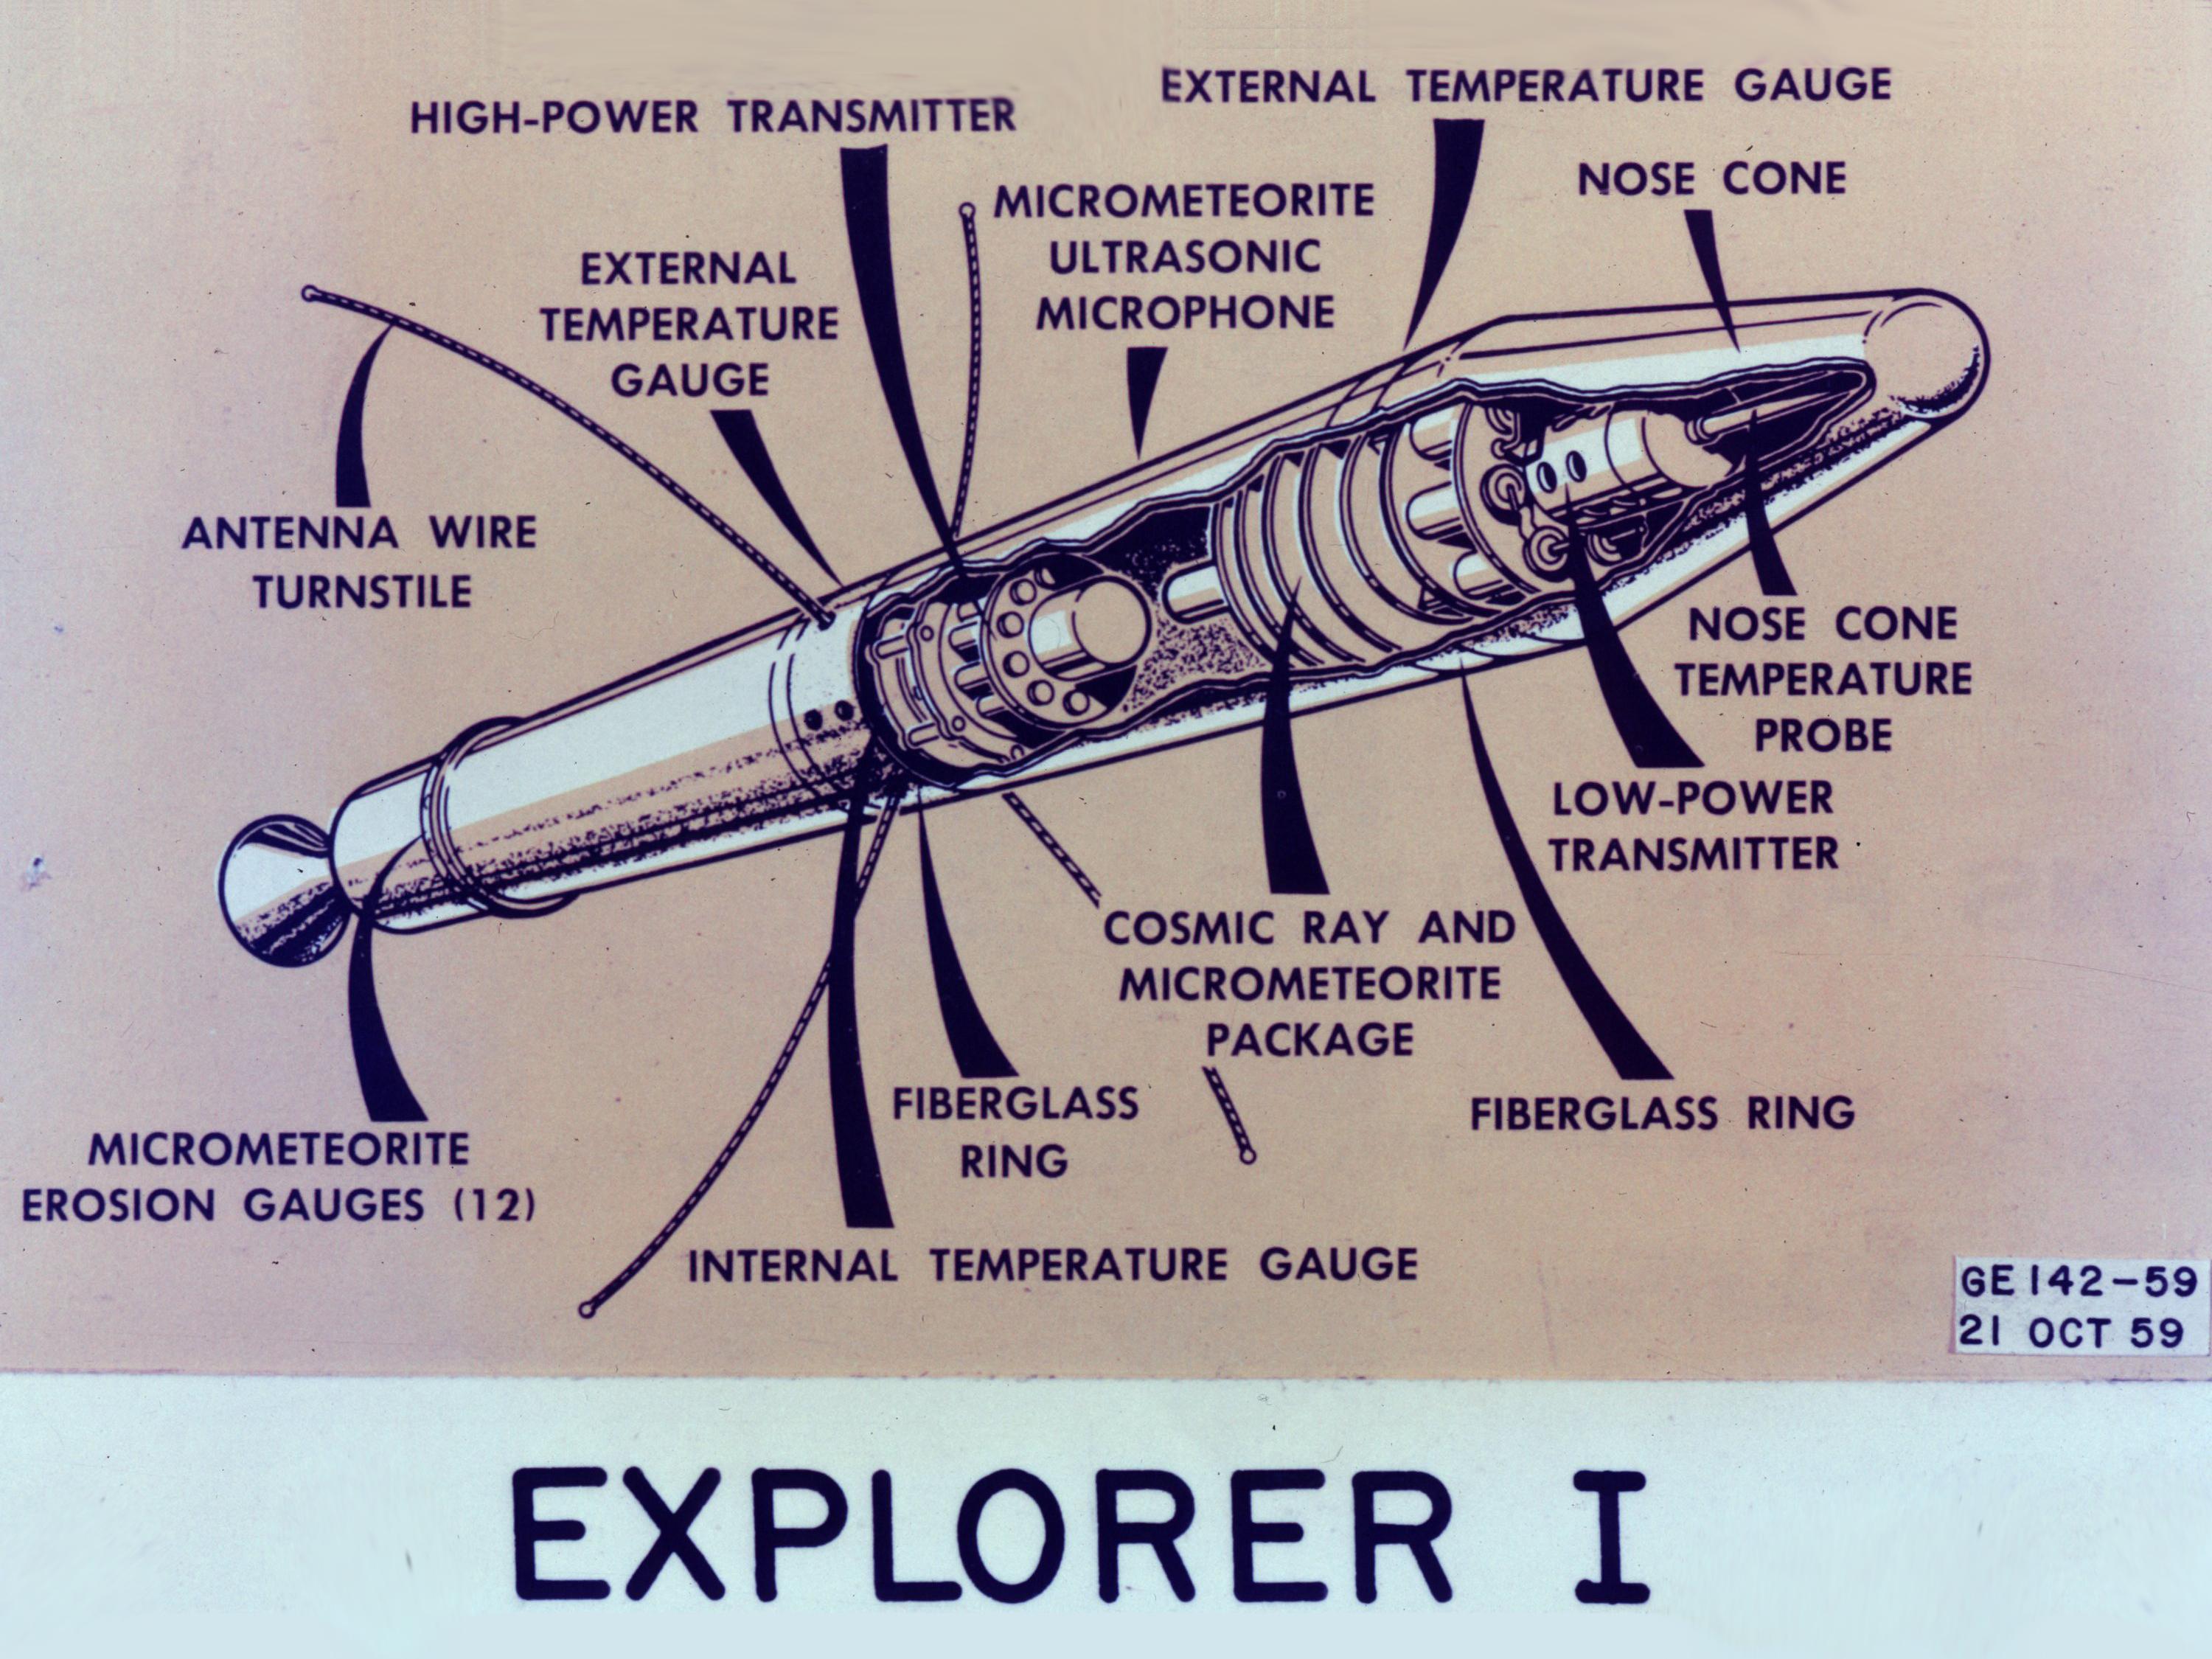 HIGH-POWER TRANSMITTER
EXTERNAL TEMPERATURE GAUGE
NOSE CONE
MICROMETEORITE
ULTRASONIC
MICROPHONE
EXTERNAL
TEMPERATURE
GAUGE
ANTENNA WIRE
TURNSTILE
NOSE CONE
TEMPERATURE
PROBE
LOW-POWER
TRANSMITTER
COSMIC RAY AND
MICROMETEORITE
PACKAGE
FIBERGLASS
RING
FIBERGLASS RING
MICROMETEORITE
EROSION GAUGES (12)
INTERNAL TEMPERATURE GAUGE
GE 142-59
21 OCT 59
EXPLORER I